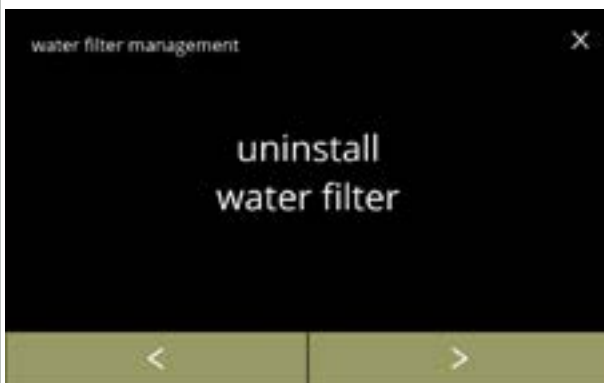 water filter management
X
uninstall
water filter
< >